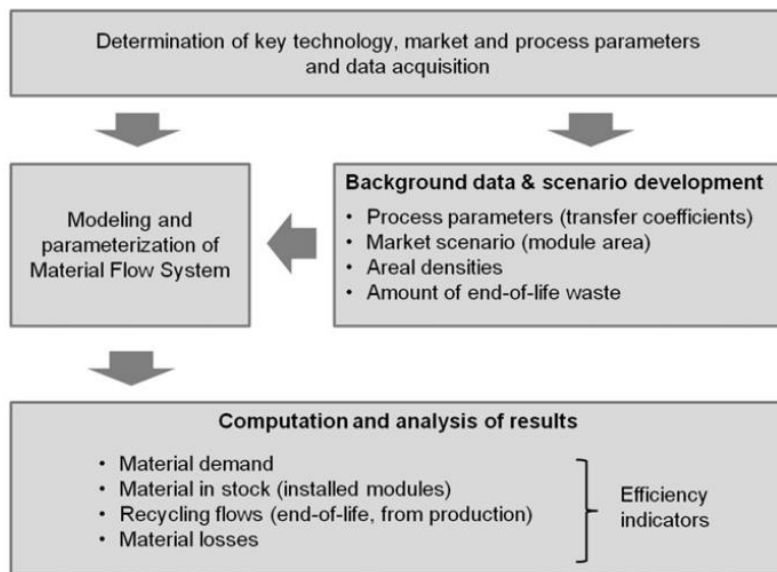 Determination of key technology, market and process parameters
and data acquisition
Modeling and
parameterization of
Material Flow System
Background data & scenario development
• Process parameters (transfer coefficients)
• Market scenario (module area)
• Areal densities
• Amount of end-of-life waste
Computation and analysis of results
• Material demand
• Material in stock (installed modules)
• Recycling flows (end-of-life, from production)
• Material losses
Efficiency
indicators